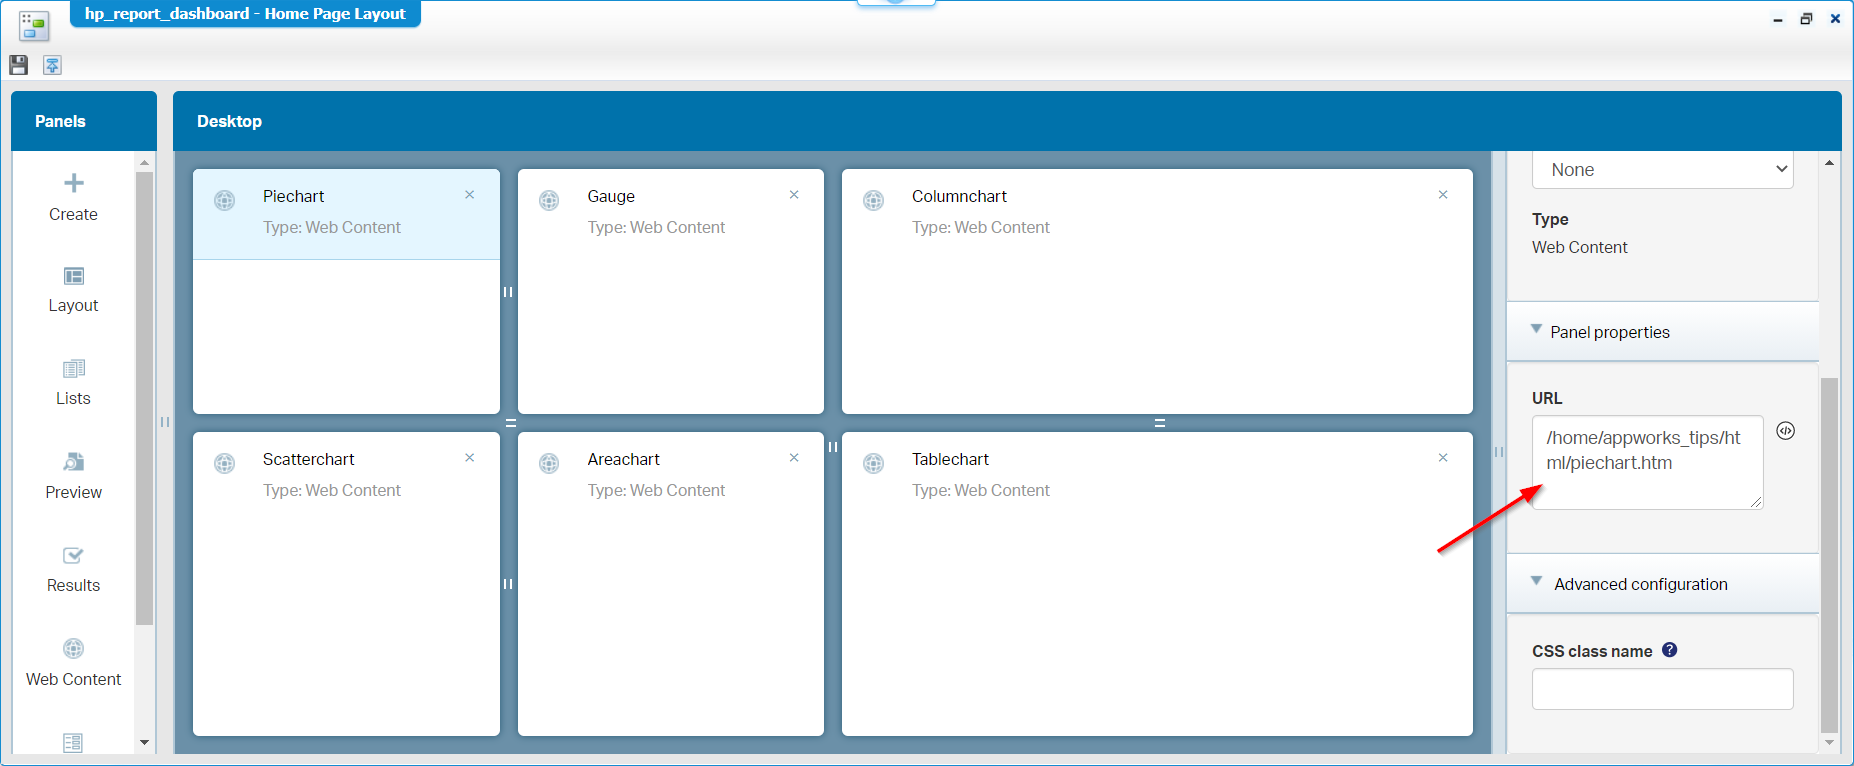 hp_report_dashboard - Home Page Layout
Panels
Desktop
Create
Layout
Lists
Preview
Results
Web Content
Piechart
Type: Web Content
Gauge
Type: Web Content
Columnchart
Type: Web Content
Scatterchart
Type: Web Content
Areachart
Type: Web Content
Tablechart
Type: Web Content
None
Type
Web Content
Panel properties
URL
/home/appworks_tips/ht
ml/piechart.htm
Advanced configuration
CSS class name ?